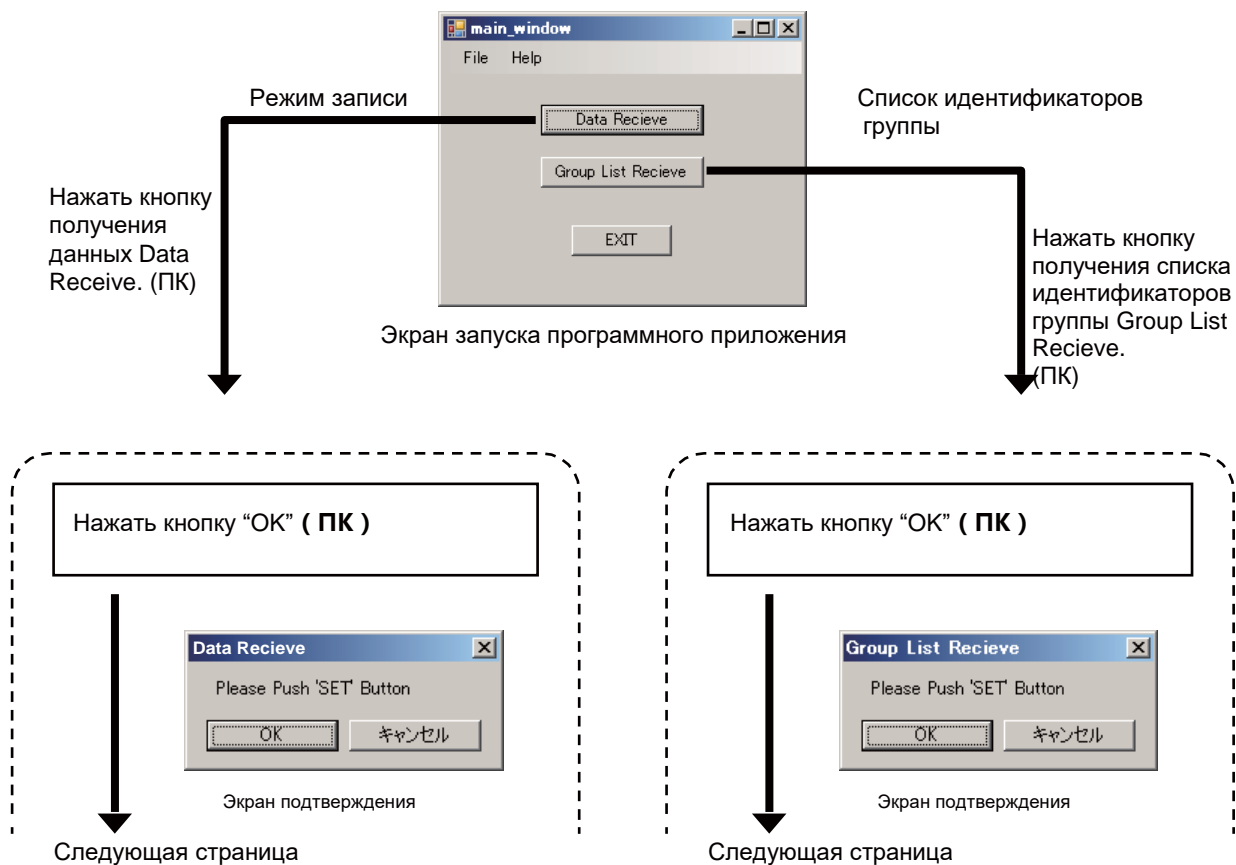 main_window
File Help
Режим записи
Data Recieve
Список идентификаторов
группы
Group List Recieve
Нажать кнопку
получения
данных Data
Receive. (ПК)
EXIT
Нажать кнопку
получения списка
идентификаторов
группы Group List
Recieve.
(ПК)
Экран запуска программного приложения
Нажать кнопку “OK” ( ПК )
Data Recieve
Please Push 'SET' Button
OK キャンセル
Экран подтверждения
Следующая страница
Нажать кнопку “OK” ( ПК )
Group List Recieve
Please Push 'SET' Button
OK キャンセル
Экран подтверждения
Следующая страница